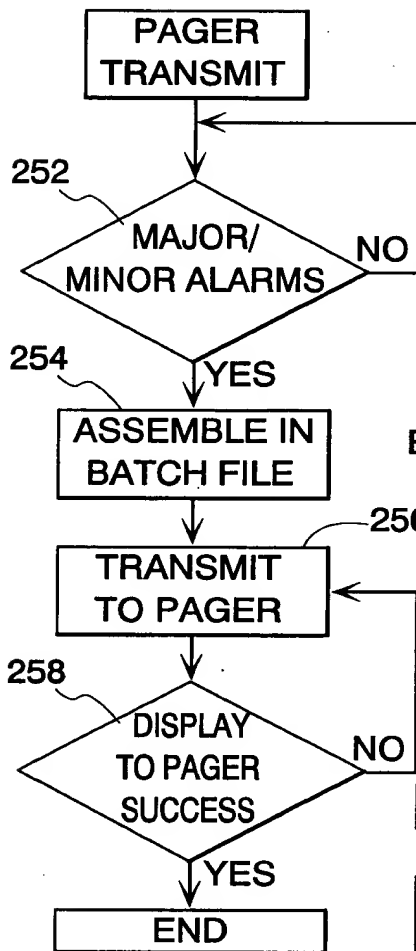 PAGER
TRANSMIT
252
MAJOR/
MINOR ALARMS
NO
YES
254
ASSEMBLE IN
BATCH FILE
TRANSMIT
TO PAGER
258
DISPLAY
TO PAGER
SUCCESS
NO
YES
END